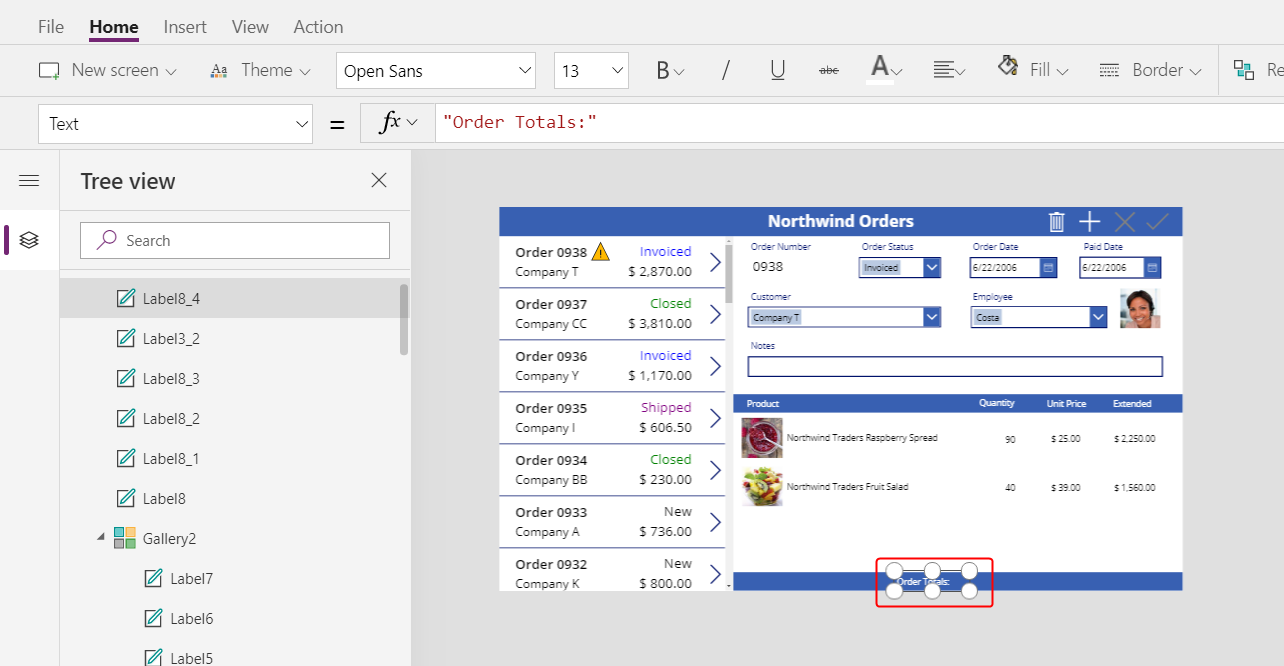 File Home Insert View Action
New screen Theme Open Sans 13 B / U abc A Fill Border Re
Text = fx "Order Totals:"
Tree view
Search
Label8_4
Label3_2
Label8_3
Label8_2
Label8_1
Label8
Gallery2
Label7
Label6
Label5
Northwind Orders
Order 0938 Invoiced
Company T $ 2,870.00
Order 0937 Closed
Company CC $ 3,810.00
Order 0936 Invoiced
Company Y $ 1,170.00
Order 0935 Shipped
Company I $ 606.50
Order 0934 Closed
Company BB $ 230.00
Order 0933 New
Company A $ 736.00
Order 0932 New
Company K $ 800.00
Order Number Order Status Order Date Paid Date
0938 Invoiced 6/22/2006 6/22/2006
Customer Employee
Company T Costa
Notes
Product Quantity Unit Price Extended
Northwind Traders Raspberry Spread 90 $ 25.00 $ 2,250.00
Northwind Traders Fruit Salad 40 $ 39.00 $ 1,560.00
Order Totals: